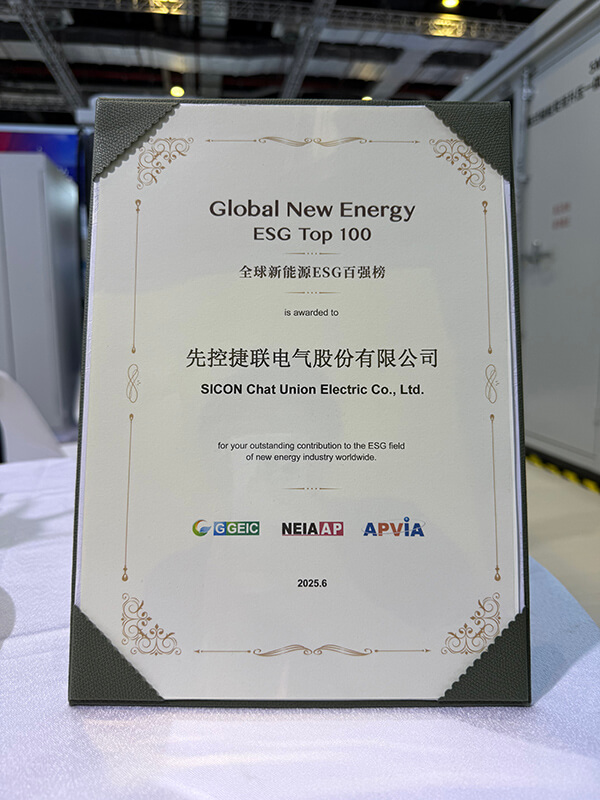 Global New Energy
ESG Top 100
全球新能源ESG百强榜
is awarded to
先控捷联电气股份有限公司
SICON Chat Union Electric Co., Ltd.
for your outstanding contribution to the ESG field
of new energy industry worldwide.
GGEIC NEIAAP APVIA
2025.6